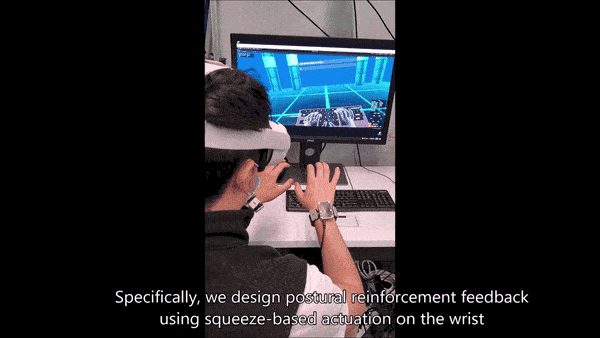 Specifically, we design postural reinforcement feedback
using squeeze-based actuation on the wrist